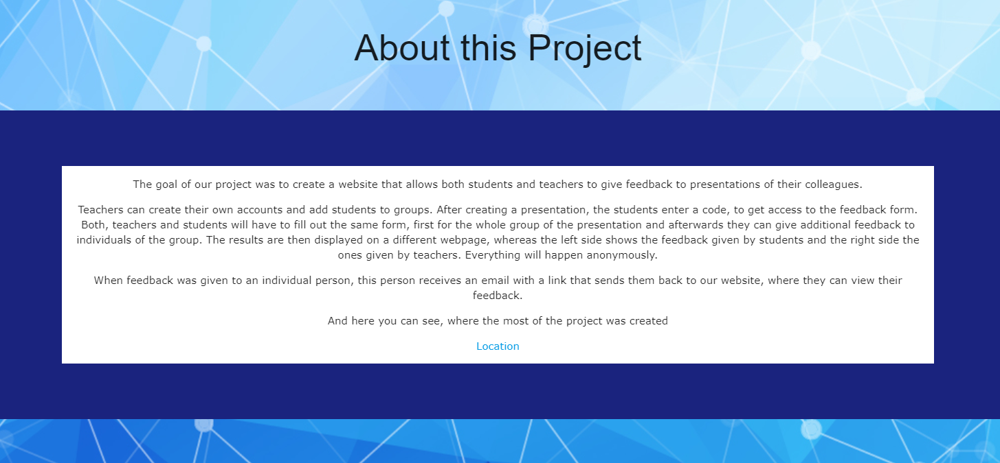 About this Project
The goal of our project was to create a website that allows both students and teachers to give feedback to presentations of their colleagues.
Teachers can create their own accounts and add students to groups. After creating a presentation, the students enter a code, to get access to the feedback form.
Both, teachers and students will have to fill out the same form, first for the whole group of the presentation and afterwards they can give additional feedback to
individuals of the group. The results are then displayed on a different webpage, whereas the left side shows the feedback given by students and the right side the
ones given by teachers. Everything will happen anonymously.
When feedback was given to an individual person, this person receives an email with a link that sends them back to our website, where they can view their
feedback.
And here you can see, where the most of the project was created
Location